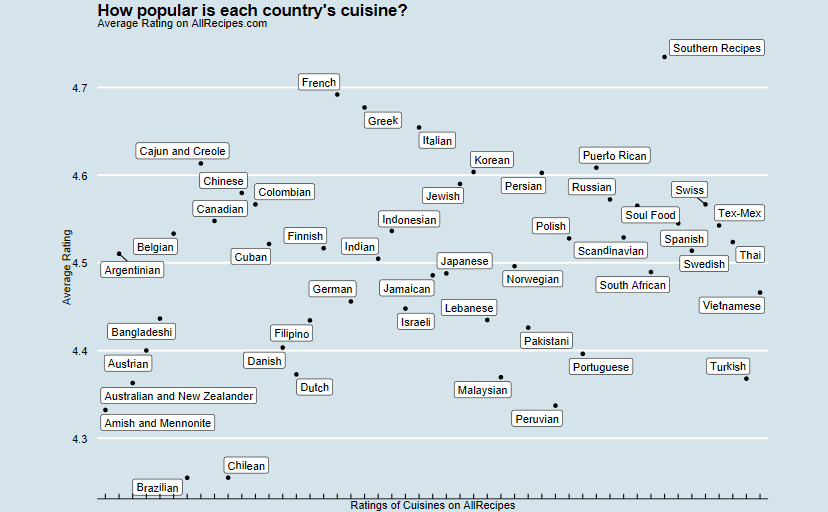 How popular is each country's cuisine?
Average Rating on AllRecipes.com
Southern Recipes
French
4.7
Greek
Italian
Cajun and Creole
Korean
Puerto Rican
4.6
Chinese
Persian
Russian
Swiss
Colombian
Jewish
Canadian
Soul Food
Tex-Mex
Indonesian
Polish
Finnish
Spanish
Belgian
Indian
Scandinavian
Cuban
Thai
Japanese
4.5
Swedish
Argentinian
Norwegian
South African
German
Jamaican
Average Rating
Vietnamese
Lebanese
Israeli
Bangladeshi
Filipino
Pakistani
4.4
Danish
Austrian
Portuguese
Turkish
Dutch
Malaysian
Australian and New Zealander
Peruvian
Amish and Mennonite
4.3
Chilean
Brazilian
Ratings of Cuisines on AllRecipes